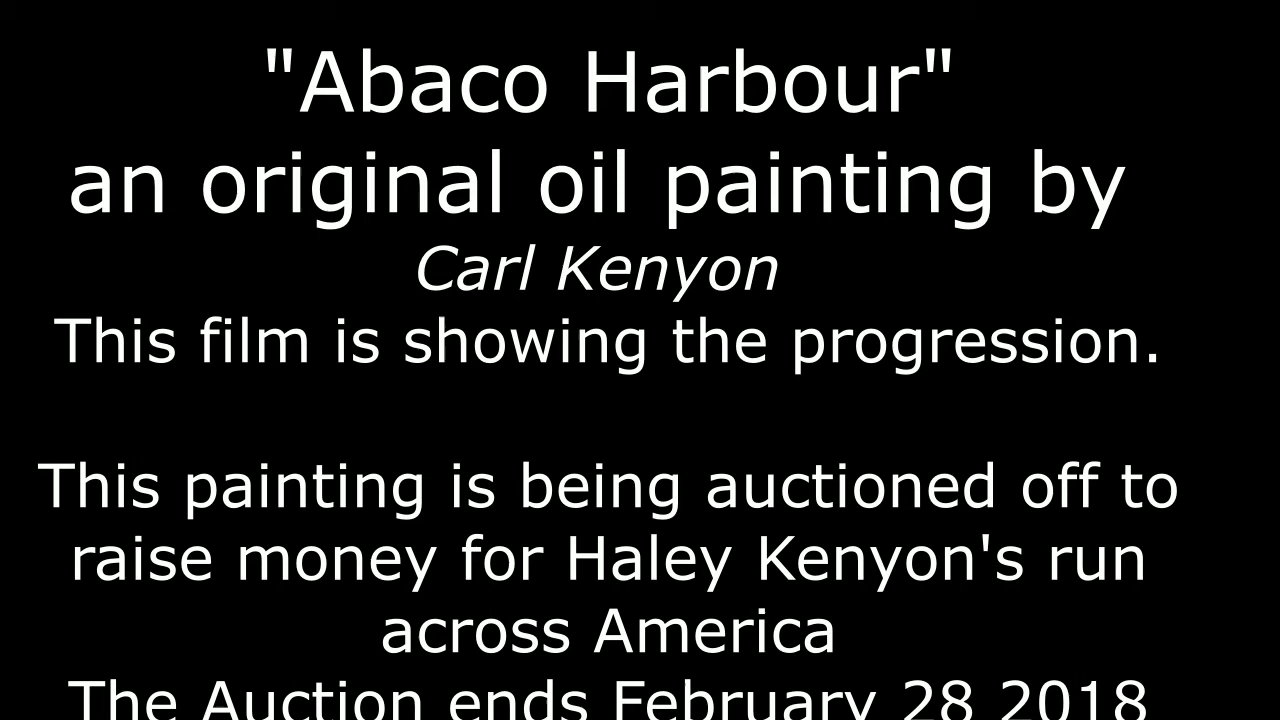 "Abaco Harbour"
an original oil painting by
Carl Kenyon
This film is showing the progression.
This painting is being auctioned off to
raise money for Haley Kenyon's run
across America
The Auction ends February 28 2018